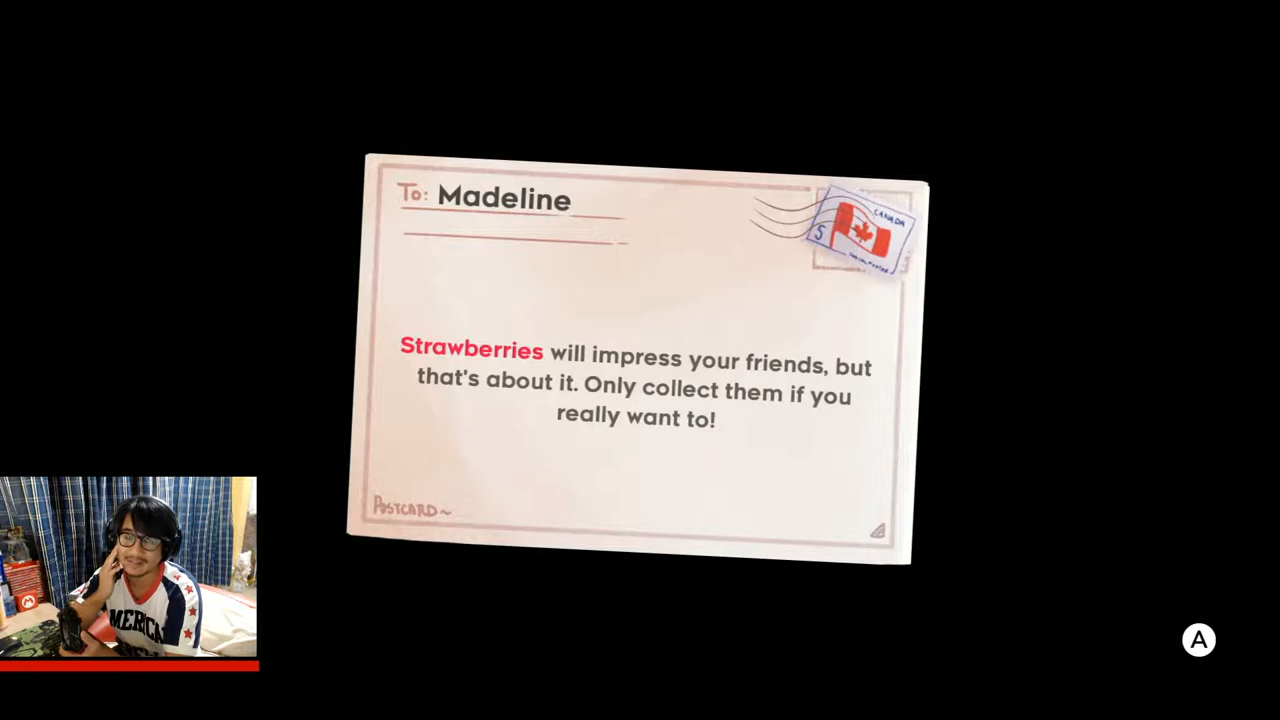 To: Madeline
CANADA
5
Strawberries will impress your friends, but
that's about it. Only collect them if you
really want to!
POSTCARD~
A